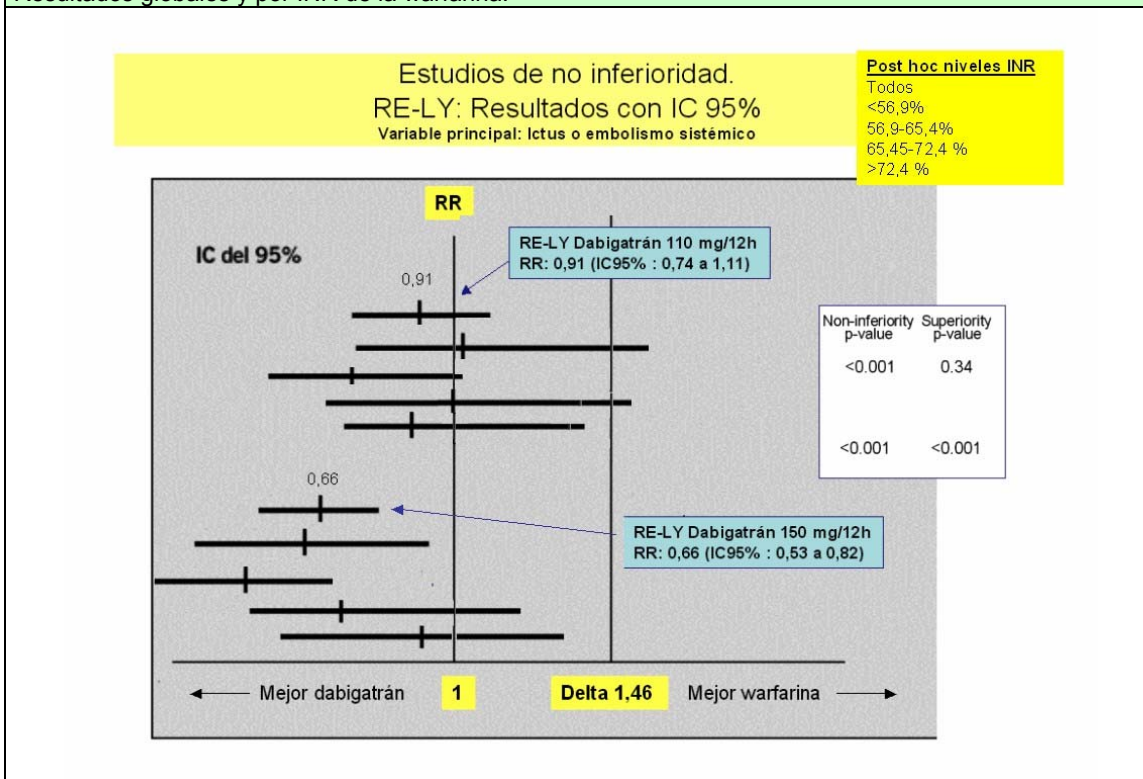 Resultados globales y por INR de la warfarina.
Estudios de no inferioridad.
RE-LY: Resultados con IC 95%
Variable principal: Ictus o embolismo sistémico
Post hoc niveles INR
Todos
<56,9%
56,9-65,4%
65,45-72,4 %
>72,4 %
RR
IC del 95%
RE-LY Dabigatrán 110 mg/12h
RR: 0,91 (IC95% : 0,74 a 1,11)
0,91
Non-inferiority Superiority
p-value p-value
<0.001 0.34
<0.001 <0.001
0,66
RE-LY Dabigatrán 150 mg/12h
RR: 0,66 (IC95% : 0,53 a 0,82)
Mejor dabigatrán 1 Delta 1,46 Mejor warfarina